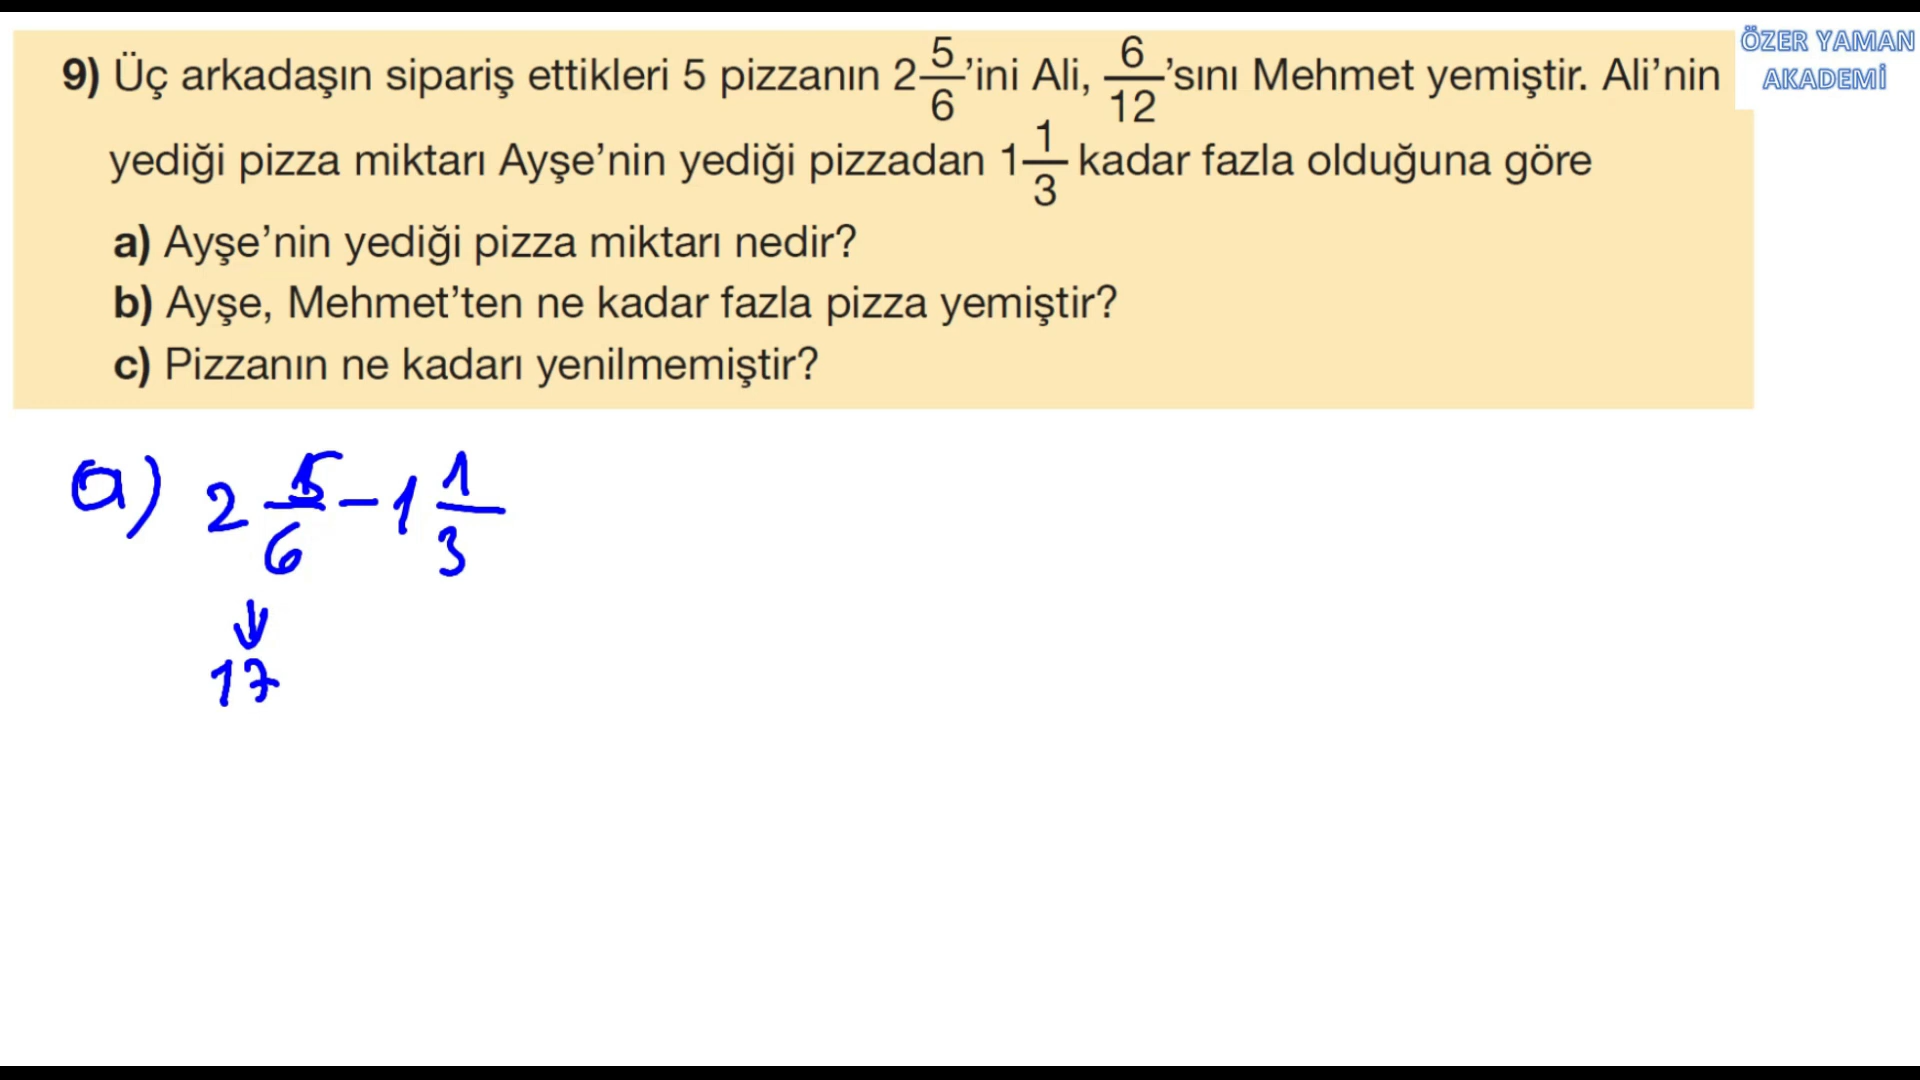 ÖZER YAMAN
AKADEMİ
9) Üç arkadaşın sipariş ettikleri 5 pizzanın 2 5/6'ini Ali, 6/12'sını Mehmet yemiştir. Ali'nin
yediği pizza miktarı Ayşe'nin yediği pizzadan 1 1/3 kadar fazla olduğuna göre
a) Ayşe'nin yediği pizza miktarı nedir?
b) Ayşe, Mehmet'ten ne kadar fazla pizza yemiştir?
c) Pizzanın ne kadarı yenilmemiştir?
a) 2 5/6 - 1 1/3
↓
17